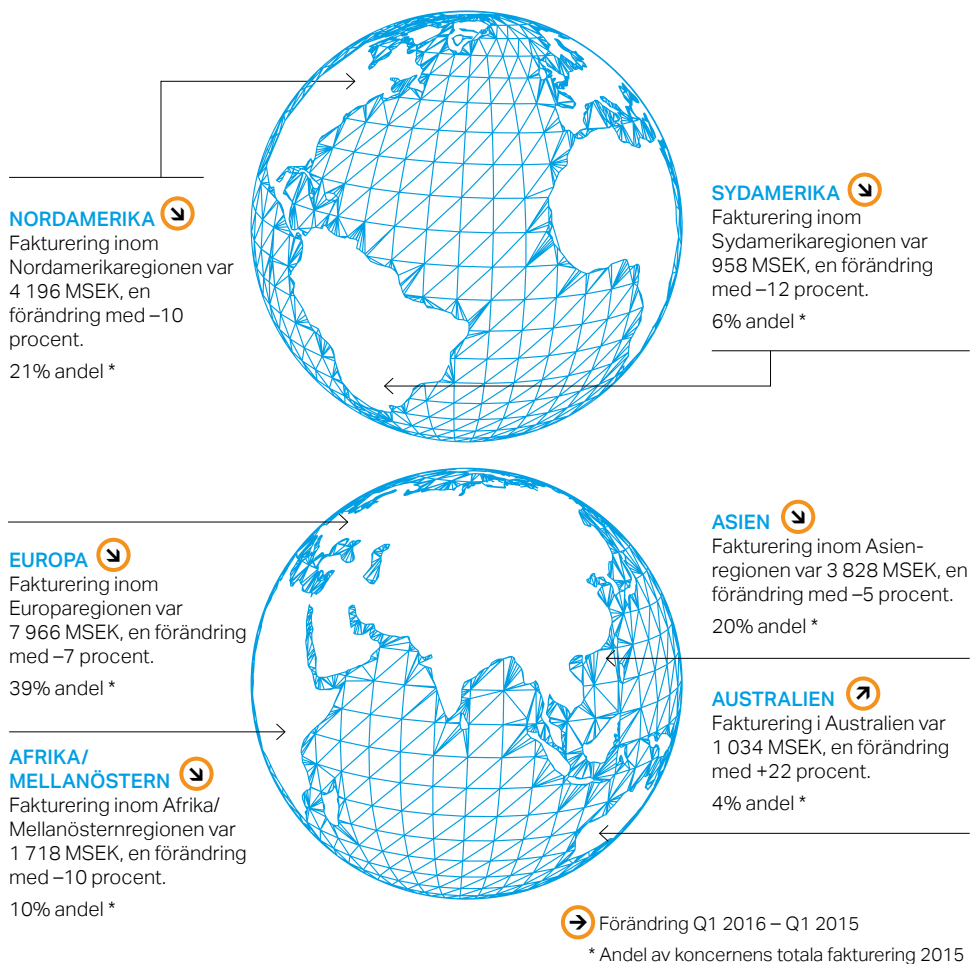 NORDAMERIKA
Fakturering inom
Nordamerikaregionen var
4 196 MSEK, en
förändring med –10
procent.
21% andel *
SYDAMERIKA
Fakturering inom
Sydamerikaregionen var
958 MSEK, en förändring
med –12 procent.
6% andel *
EUROPA
Fakturering inom
Europaregionen var
7 966 MSEK, en förändring
med –7 procent.
39% andel *
ASIEN
Fakturering inom Asien-
regionen var 3 828 MSEK, en
förändring med –5 procent.
20% andel *
AFRIKA/
MELLANÖSTERN
Fakturering inom Afrika/
Mellanösternregionen var
1 718 MSEK, en förändring
med –10 procent.
10% andel *
AUSTRALIEN
Fakturering i Australien var
1 034 MSEK, en förändring
med +22 procent.
4% andel *
Förändring Q1 2016 – Q1 2015
* Andel av koncernens totala fakturering 2015